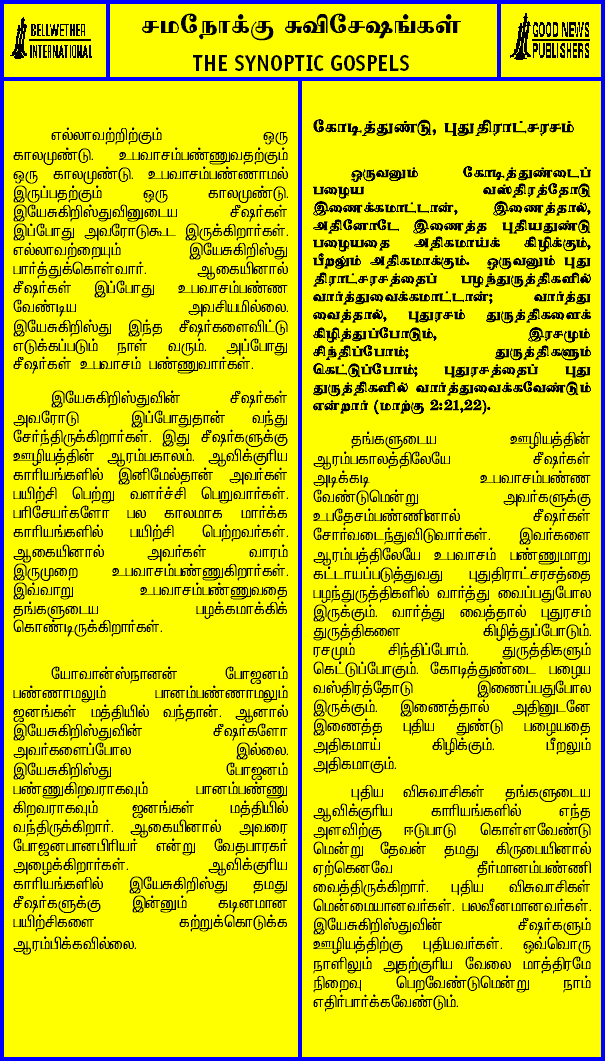 BELLWETHER
INTERNATIONAL
சமநோக்கு சுவிசேஷங்கள்
THE SYNOPTIC GOSPELS
GOOD NEWS
PUBLISHERS
எல்லாவற்றிற்கும் ஒரு
காலமுண்டு. உபவாசம்பண்ணுவதற்கும்
ஒரு காலமுண்டு. உபவாசம்பண்ணாமல்
இருப்பதற்கும் ஒரு காலமுண்டு.
இயேசுகிறிஸ்துவினுடைய சீஷர்கள்
இப்போது அவரோடுகூட இருக்கிறார்கள்.
எல்லாவற்றையும் இயேசுகிறிஸ்து
பார்த்துக்கொள்வார். ஆகையினால்
சீஷர்கள் இப்போது உபவாசம்பண்ண
வேண்டிய அவசியமில்லை.
இயேசுகிறிஸ்து இந்த சீஷர்களைவிட்டு
எடுக்கப்படும் நாள் வரும். அப்போது
சீஷர்கள் உபவாசம் பண்ணுவார்கள்.
இயேசுகிறிஸ்துவின் சீஷர்கள்
அவரோடு இப்போதுதான் வந்து
சேர்ந்திருக்கிறார்கள். இது சீஷர்களுக்கு
ஊழியத்தின் ஆரம்பகாலம். ஆவிக்குரிய
காரியங்களில் இனிமேல்தான் அவர்கள்
பயிற்சி பெற்று வளர்ச்சி பெறுவார்கள்.
பரிசேயர்களோ பல காலமாக மார்க்க
காரியங்களில் பயிற்சி பெற்றவர்கள்.
ஆகையினால் அவர்கள் வாரம்
இருமுறை உபவாசம்பண்ணுகிறார்கள்.
இவ்வாறு உபவாசம்பண்ணுவதை
தங்களுடைய பழக்கமாக்கிக்
கொண்டிருக்கிறார்கள்.
யோவான்ஸ்நானன் போஜனம்
பண்ணாமலும் பானம்பண்ணாமலும்
ஜனங்கள் மத்தியில் வந்தான். ஆனால்
இயேசுகிறிஸ்துவின் சீஷர்களோ
அவர்களைப்போல இல்லை.
இயேசுகிறிஸ்து போஜனம்
பண்ணுகிறவராகவும் பானம்பண்ணு
கிறவராகவும் ஜனங்கள் மத்தியில்
வந்திருக்கிறார். ஆகையினால் அவரை
போஜனபானபிரியர் என்று வேதபாரகர்
அழைக்கிறார்கள். ஆவிக்குரிய
காரியங்களில் இயேசுகிறிஸ்து தமது
சீஷர்களுக்கு இன்னும் கடினமான
பயிற்சிகளை கற்றுக்கொடுக்க
ஆரம்பிக்கவில்லை.
கோடித்துண்டு, புதுதிராட்சரசம்
ஒருவனும் கோடித்துண்டைப்
பழைய வஸ்திரத்தோடு
இணைக்கமாட்டான், இணைத்தால்,
அதினோடே இணைத்த புதியதுண்டு
பழையதை அதிகமாய்க் கிழிக்கும்,
பீறலும் அதிகமாக்கும். ஒருவனும் புது
திராட்சரசத்தைப் பழந்துருத்திகளில்
வார்த்துவைக்கமாட்டான்; வார்த்து
வைத்தால், புதுரசம் துருத்திகளைக்
கிழித்துப்போடும், இரசமும்
சிந்திப்போம்; துருத்திகளும்
கெட்டுப்போம்; புதுரசத்தைப் புது
துருத்திகளில் வார்த்துவைக்கவேண்டும்
என்றார் (மாற்கு 2:21,22).
தங்களுடைய ஊழியத்தின்
ஆரம்பகாலத்திலேயே சீஷர்கள்
அடிக்கடி உபவாசம்பண்ண
வேண்டுமென்று அவர்களுக்கு
உபதேசம்பண்ணினால் சீஷர்கள்
சோர்வடைந்துவிடுவார்கள். இவர்களை
ஆரம்பத்திலேயே உபவாசம் பண்ணுமாறு
கட்டாயப்படுத்துவது புதுதிராட்சரசத்தை
பழந்துருத்திகளில் வார்த்து வைப்பதுபோல
இருக்கும். வார்த்து வைத்தால் புதுரசம்
துருத்திகளை கிழித்துப்போடும்.
ரசமும் சிந்திப்போம். துருத்திகளும்
கெட்டுப்போகும். கோடித்துண்டை பழைய
வஸ்திரத்தோடு இணைப்பதுபோல
இருக்கும். இணைத்தால் அதினுடனே
இணைத்த புதிய துண்டு பழையதை
அதிகமாய் கிழிக்கும். பீறலும்
அதிகமாகும்.
புதிய விசுவாசிகள் தங்களுடைய
ஆவிக்குரிய காரியங்களில் எந்த
அளவிற்கு ஈடுபாடு கொள்ளவேண்டு
மென்று தேவன் தமது கிருபையினால்
ஏற்கெனவே தீர்மானம்பண்ணி
வைத்திருக்கிறார். புதிய விசுவாசிகள்
மென்மையானவர்கள். பலவீனமானவர்கள்.
இயேசுகிறிஸ்துவின் சீஷர்களும்
ஊழியத்திற்கு புதியவர்கள். ஒவ்வொரு
நாளிலும் அதற்குரிய வேலை மாத்திரமே
நிறைவு பெறவேண்டுமென்று நாம்
எதிர்பார்க்கவேண்டும்.